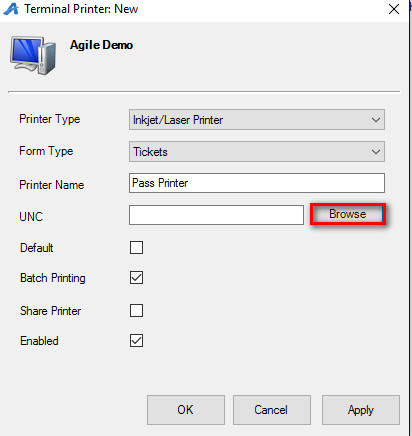 Terminal Printer: New
Agile Demo
Printer Type Inkjet/Laser Printer
Form Type Tickets
Printer Name Pass Printer
UNC Browse
Default
Batch Printing
Share Printer
Enabled
OK Cancel Apply